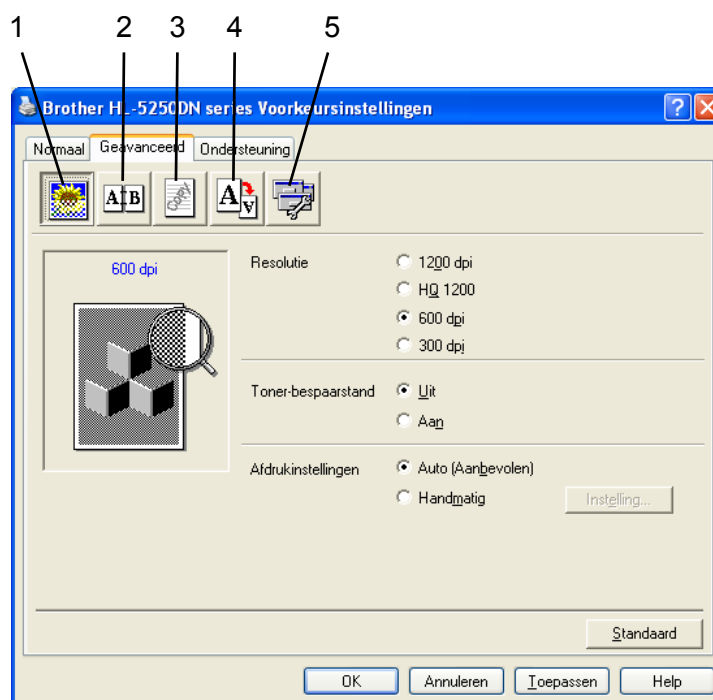 1 2 3 4 5
Brother HL-5250DN series Voorkeursinstellingen
Normaal Geavanceerd Ondersteuning
A B
COPY
A A
600 dpi
Resolutie
1200 dpi
HQ 1200
600 dpi
300 dpi
Toner-bespaarstand
Uit
Aan
Afdrukinstellingen
Auto (Aanbevolen)
Handmatig
Instelling...
Standaard
OK Annuleren Toepassen Help